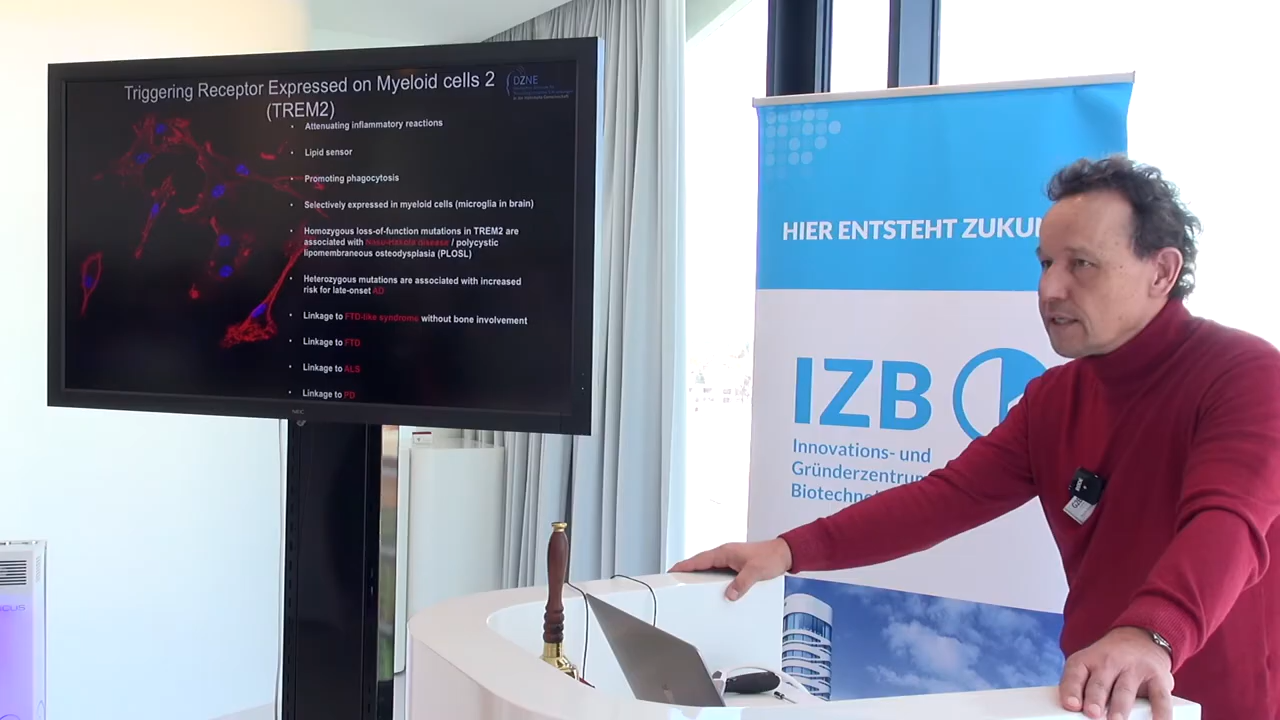 Triggering Receptor Expressed on Myeloid cells 2
(TREM2)
DZNE
• Attenuating inflammatory reactions
• Lipid sensor
• Promoting phagocytosis
• Selectively expressed in myeloid cells (microglia in brain)
• Homozygous loss-of-function mutations in TREM2 are
associated with Nasu-Hakola disease / polycystic
lipomembraneous osteodysplasia (PLOSL)
• Heterozygous mutations are associated with increased
risk for late-onset AD
• Linkage to FTD-like syndrome without bone involvement
• Linkage to FTD
• Linkage to ALS
• Linkage to PD
NEC
HIER ENTSTEHT ZUKU
IZB
Innovations- und
Gründerzentru
Biotechno